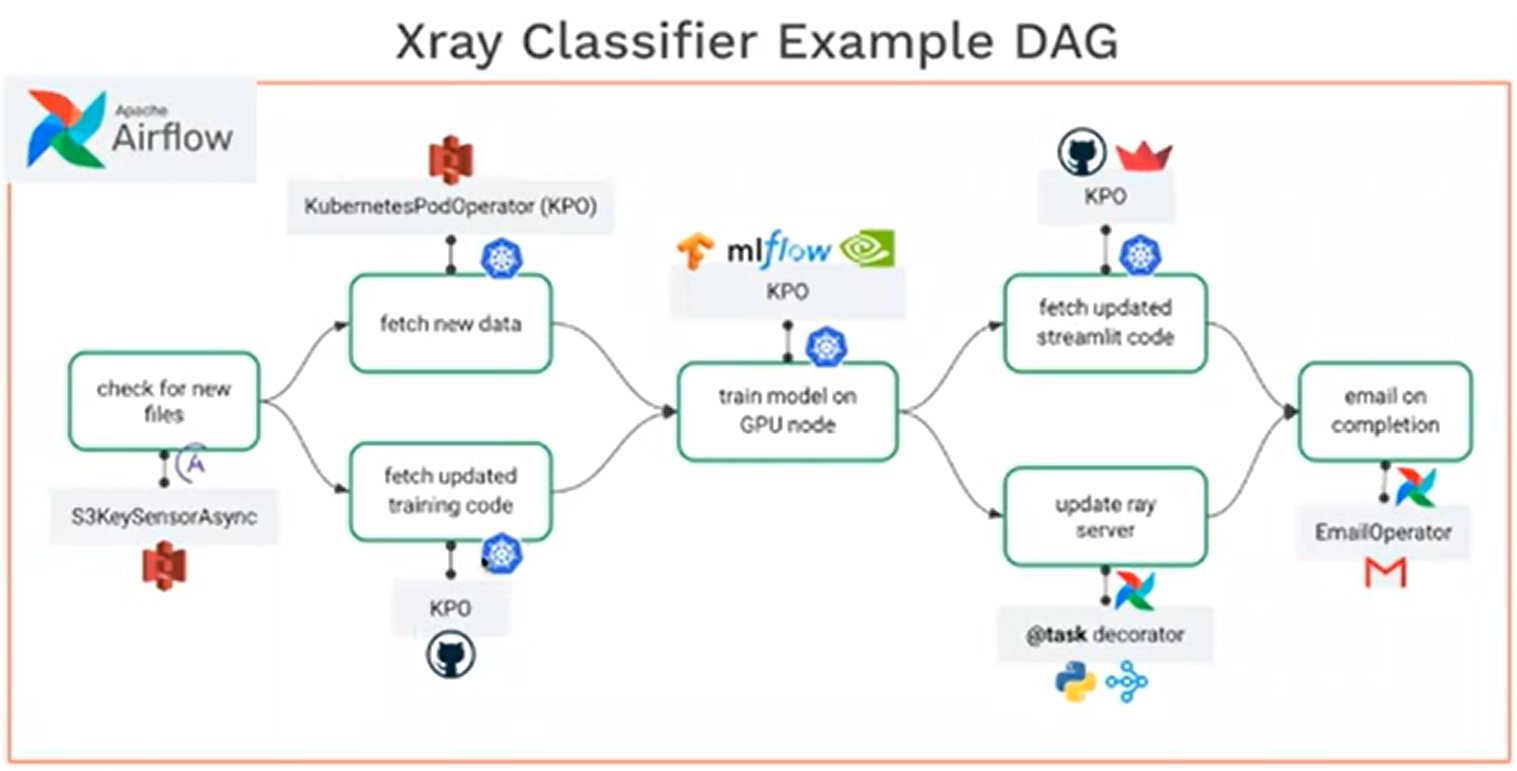 Xray Classifier Example DAG
Apache
Airflow
KubernetesPodOperator (KPO)
fetch new data
check for new
files
S3KeySensorAsync
fetch updated
training code
KPO
mlflow
KPO
train model on
GPU node
KPO
fetch updated
streamlit code
update ray
server
@task decorator
email on
completion
EmailOperator